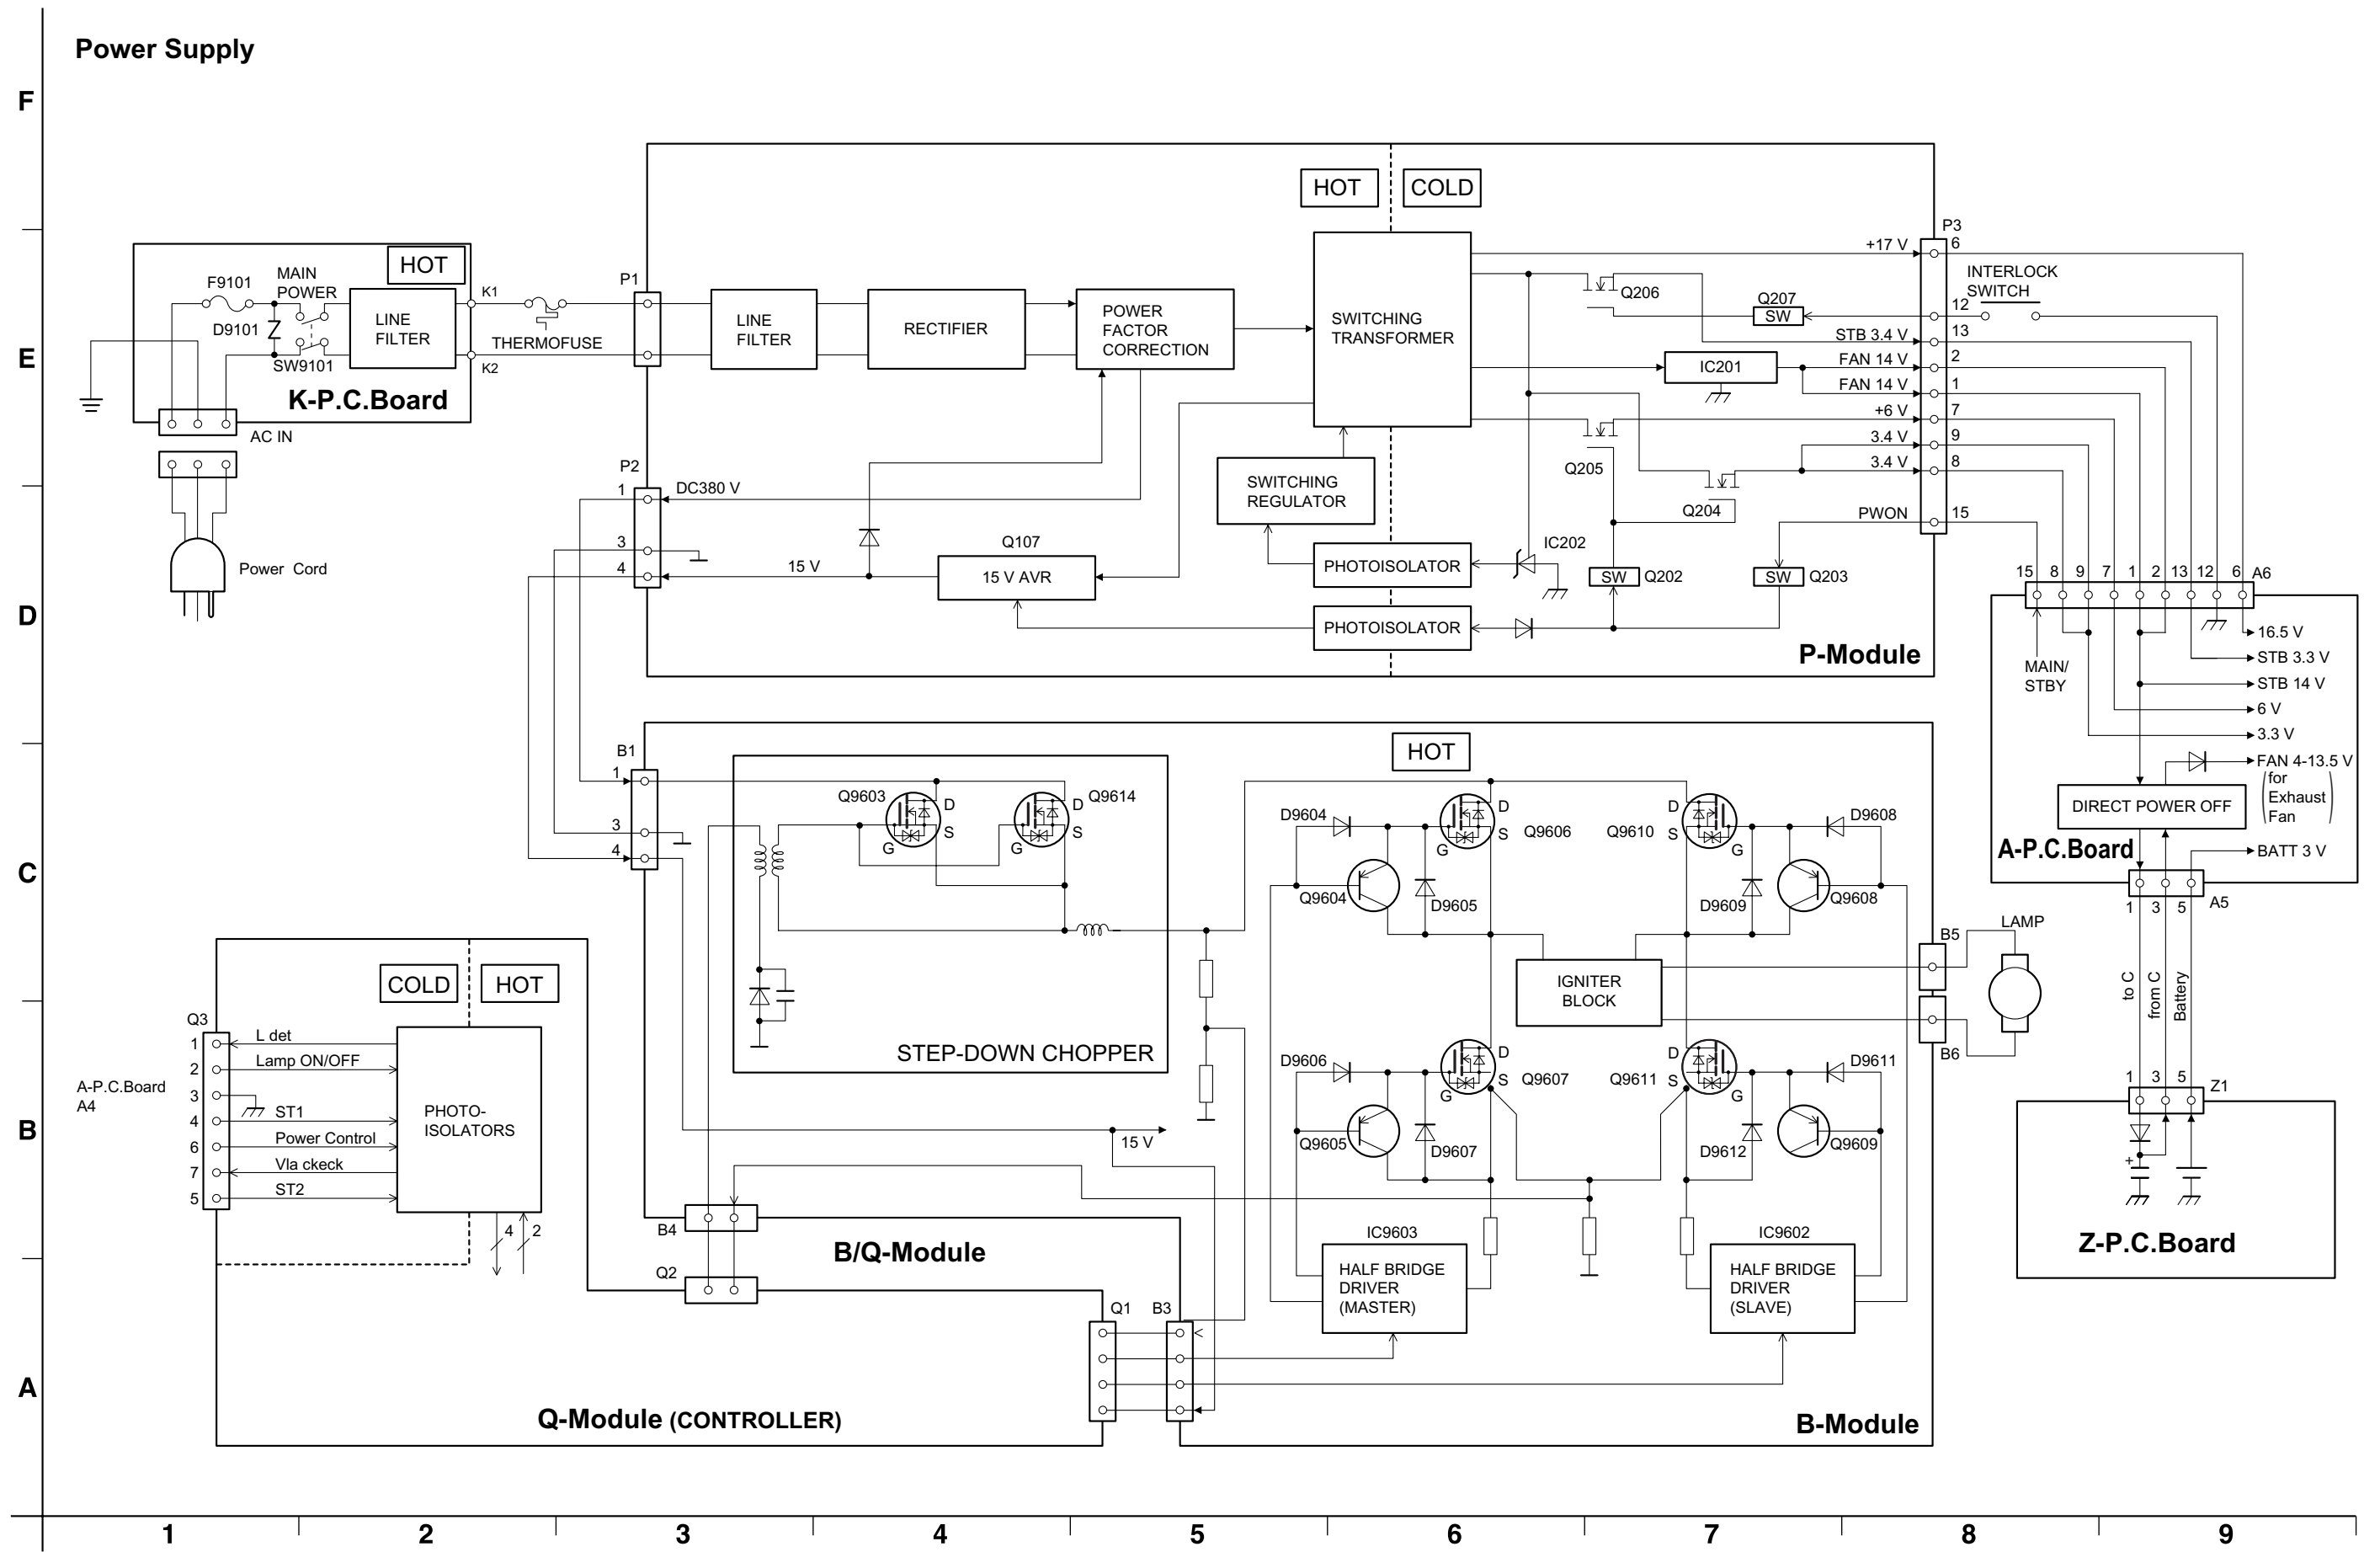 Power Supply
F
E
D
C
B
A
HOT
COLD
P3
HOT
F9101
MAIN
POWER
D9101
SW9101
LINE
FILTER
K-P.C.Board
AC IN
Power Cord
K1
K2
THERMOFUSE
P1
LINE
FILTER
RECTIFIER
POWER
FACTOR
CORRECTION
SWITCHING
TRANSFORMER
+17 V
6
INTERLOCK
SWITCH
Q206
Q207
SW
12
STB 3.4 V
13
IC201
FAN 14 V
2
FAN 14 V
1
+6 V
7
3.4 V
9
3.4 V
8
Q205
Q204
PWON
15
P2
1
DC380 V
3
4
15 V
Q107
15 V AVR
SWITCHING
REGULATOR
PHOTOISOLATOR
IC202
SW
Q202
SW
Q203
PHOTOISOLATOR
P-Module
15
8
9
7
1
2
13
12
6
A6
16.5 V
STB 3.3 V
MAIN/
STBY
STB 14 V
6 V
3.3 V
FAN 4-13.5 V
for
Exhaust
Fan
DIRECT POWER OFF
A-P.C.Board
BATT 3 V
1
3
5
A5
to C
from C
Battery
1
3
5
Z1
+
Z-P.C.Board
B1
1
3
4
HOT
Q9603
D
S
G
Q9614
D
S
G
STEP-DOWN CHOPPER
D9604
D
S
G
Q9606
Q9604
D9605
Q9610
D
S
G
D9608
D9609
Q9608
IGNITER
BLOCK
B5
B6
LAMP
D9606
D
S
G
Q9607
Q9605
D9607
Q9611
D
S
G
D9611
D9612
Q9609
15 V
IC9603
HALF BRIDGE
DRIVER
(MASTER)
IC9602
HALF BRIDGE
DRIVER
(SLAVE)
B-Module
B4
Q2
B/Q-Module
Q1
B3
COLD
HOT
Q3
A-P.C.Board
A4
1
L det
2
Lamp ON/OFF
3
4
ST1
6
Power Control
7
Vla ckeck
5
ST2
PHOTO-
ISOLATORS
4
2
Q-Module (CONTROLLER)
1
2
3
4
5
6
7
8
9